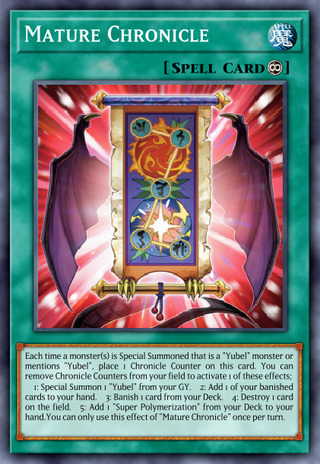 Mature Chronicle
[Spell Card]
Each time a monster(s) is Special Summoned that is a "Yubel" monster or
mentions "Yubel", place 1 Chronicle Counter on this card. You can
remove Chronicle Counters from your field to activate 1 of these effects;
1: Special Summon 1 "Yubel" from your GY. 2: Add 1 of your banished
cards to your hand. 3: Banish 1 card from your Deck. 4: Destroy 1 card
on the field. 5: Add 1 "Super Polymerization" from your Deck to your
hand.You can only use this effect of "Mature Chronicle" once per turn.